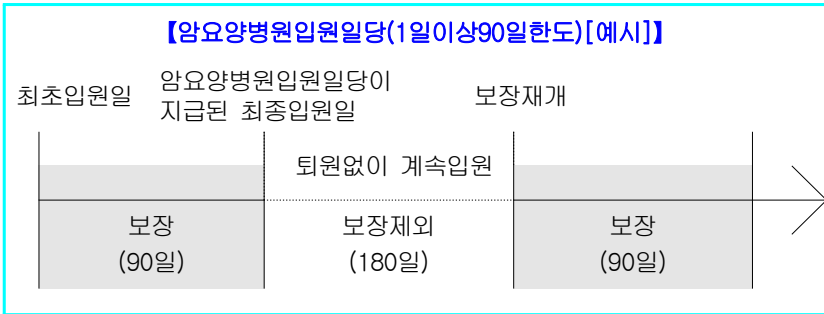 【암요양병원입원일당(1일이상90일한도)[예시]】
최초입원일
암요양병원입원일당이
지급된 최종입원일
보장재개
퇴원없이 계속입원
보장
(90일)
보장제외
(180일)
보장
(90일)